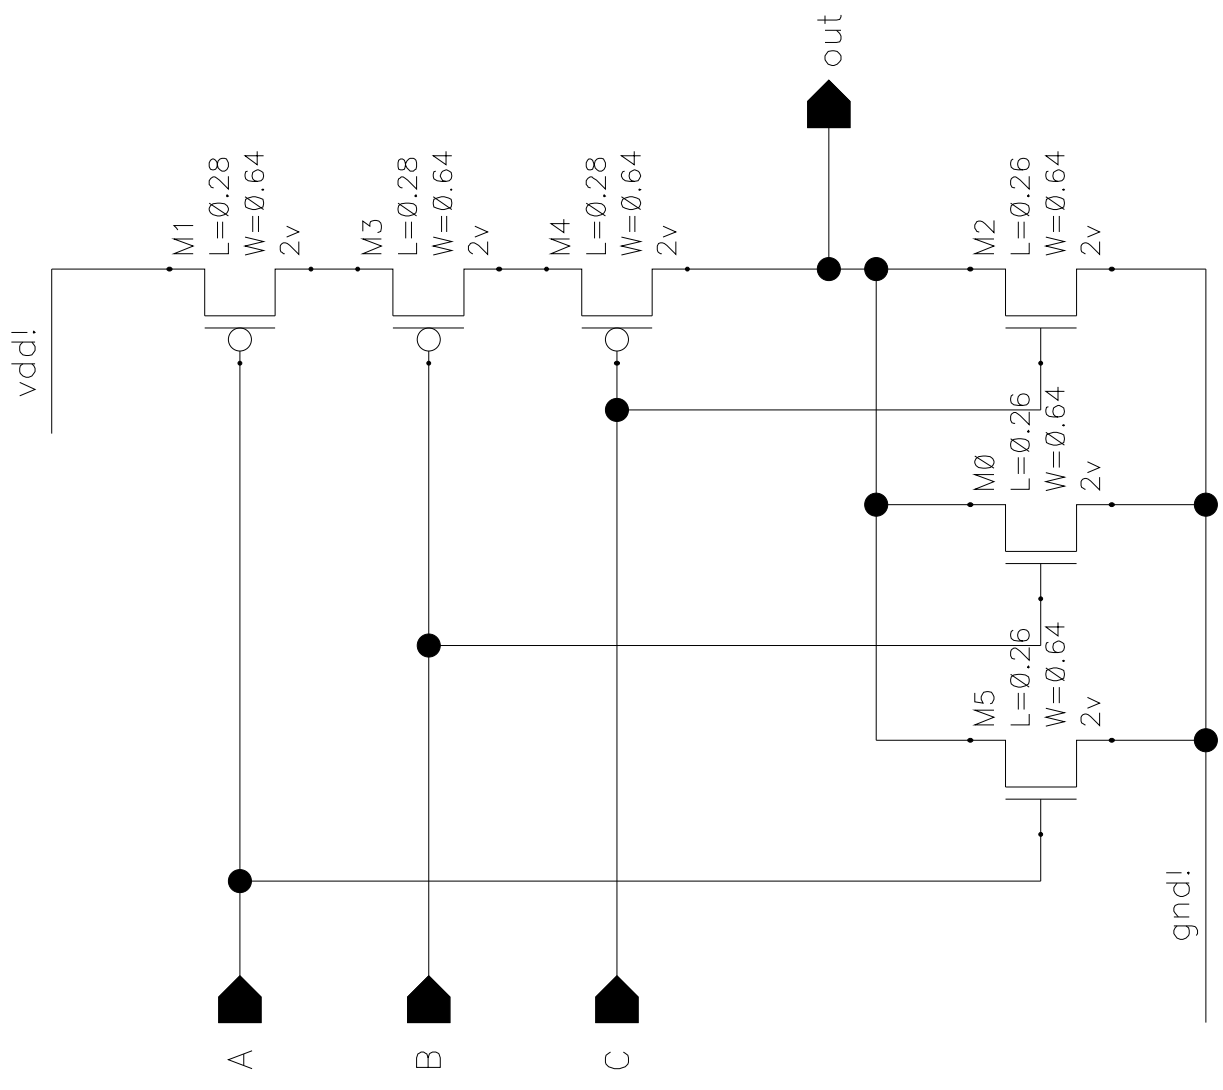 vdd!
A
M1
L=0.28
W=0.64
2v
B
M3
L=0.28
W=0.64
2v
C
M4
L=0.28
W=0.64
2v
out
M5
L=0.26
W=0.64
2v
M0
L=0.26
W=0.64
2v
M2
L=0.26
W=0.64
2v
gnd!